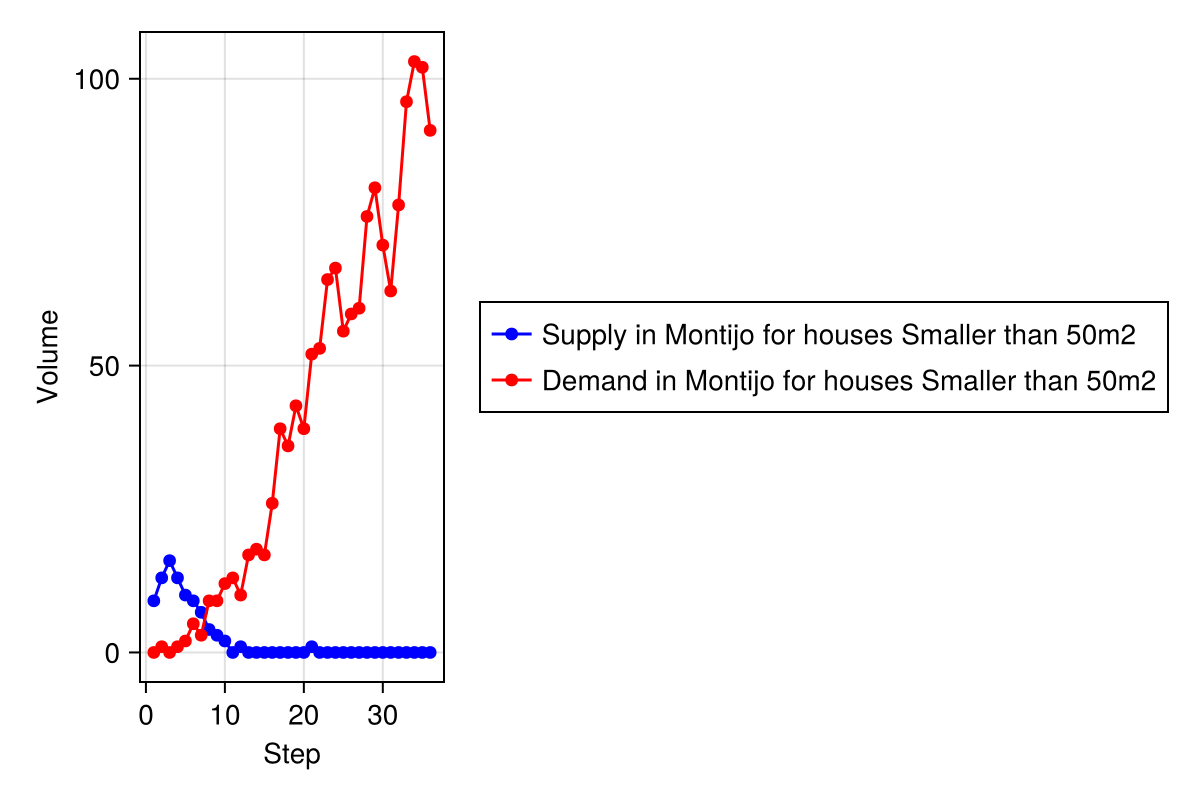 100
50
0
Volume
0 10 20 30
Step
Supply in Montijo for houses Smaller than 50m2
Demand in Montijo for houses Smaller than 50m2